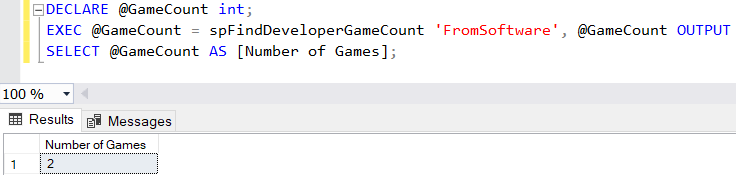 DECLARE @GameCount int;
EXEC @GameCount = spFindDeveloperGameCount 'FromSoftware', @GameCount OUTPUT
SELECT @GameCount AS [Number of Games];
100 %
Results Messages
Number of Games
1 2